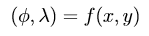 (ϕ, λ) = f(x, y)